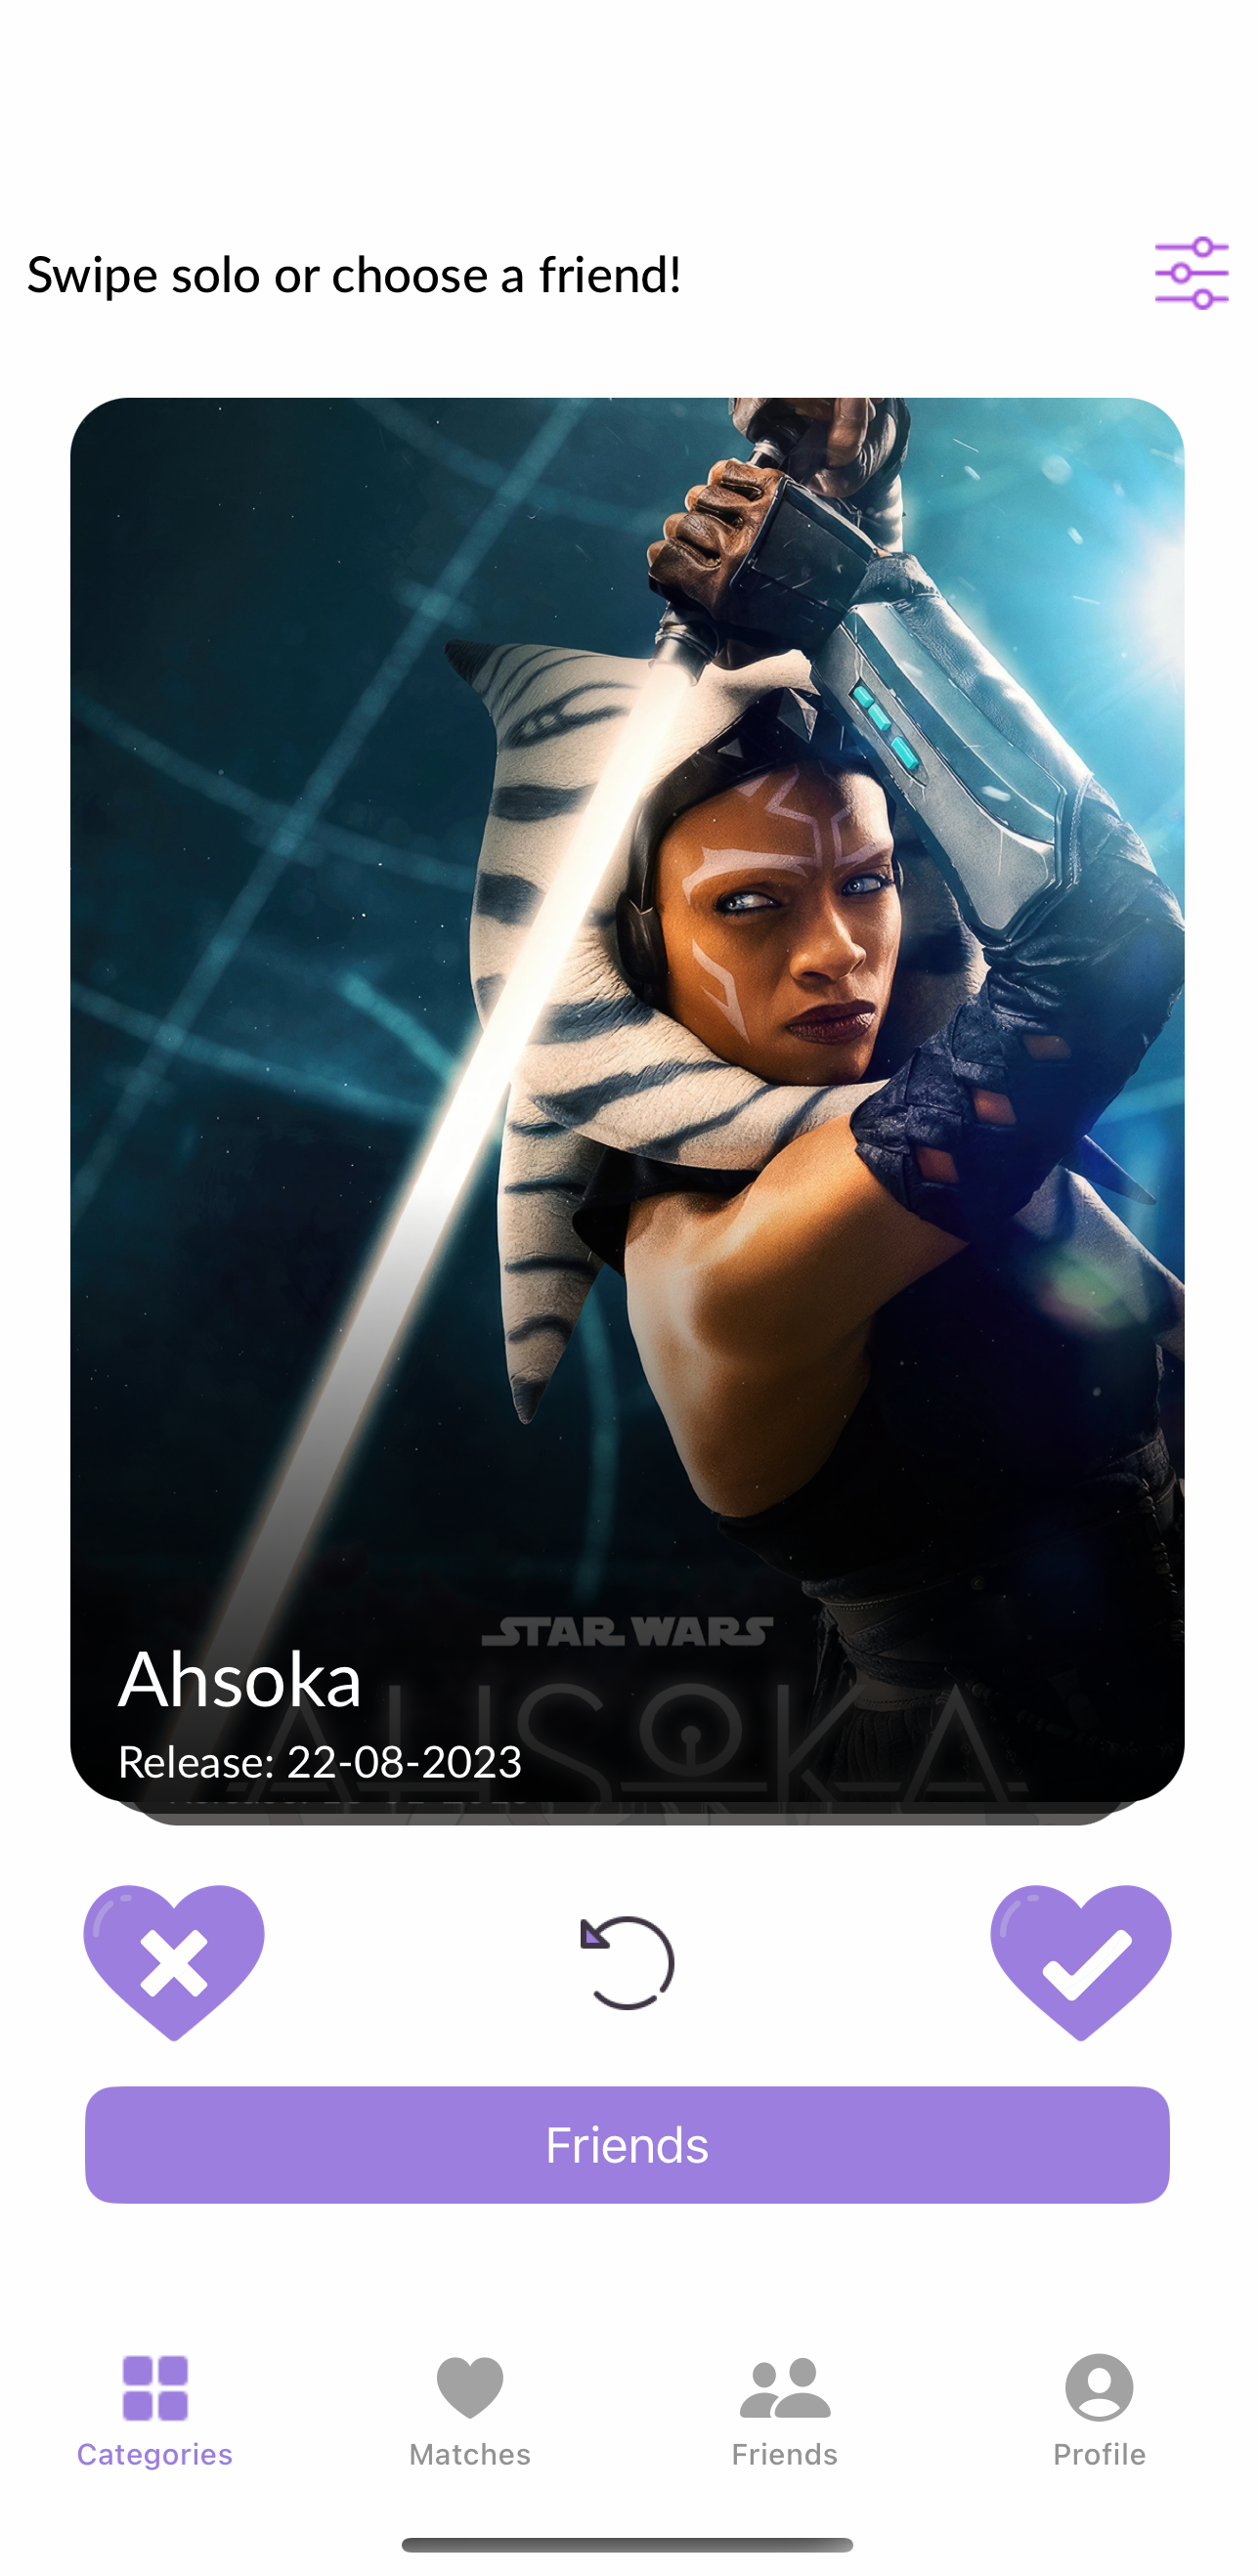 Swipe solo or choose a friend!
STAR WARS
AHSOKA
Ahsoka
Release: 22-08-2023
Friends
Categories
Matches
Friends
Profile